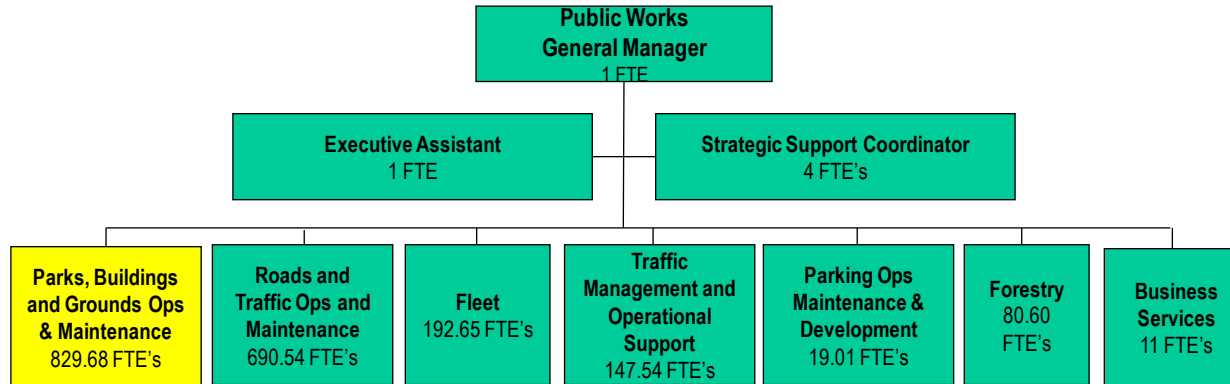 Public Works
General Manager
1 FTE
Executive Assistant
1 FTE
Strategic Support Coordinator
4 FTE's
Parks, Buildings
and Grounds Ops
& Maintenance
829.68 FTE's
Roads and
Traffic Ops and
Maintenance
690.54 FTE's
Fleet
192.65 FTE's
Traffic
Management and
Operational
Support
147.54 FTE's
Parking Ops
Maintenance &
Development
19.01 FTE's
Forestry
80.60
FTE's
Business
Services
11 FTE's